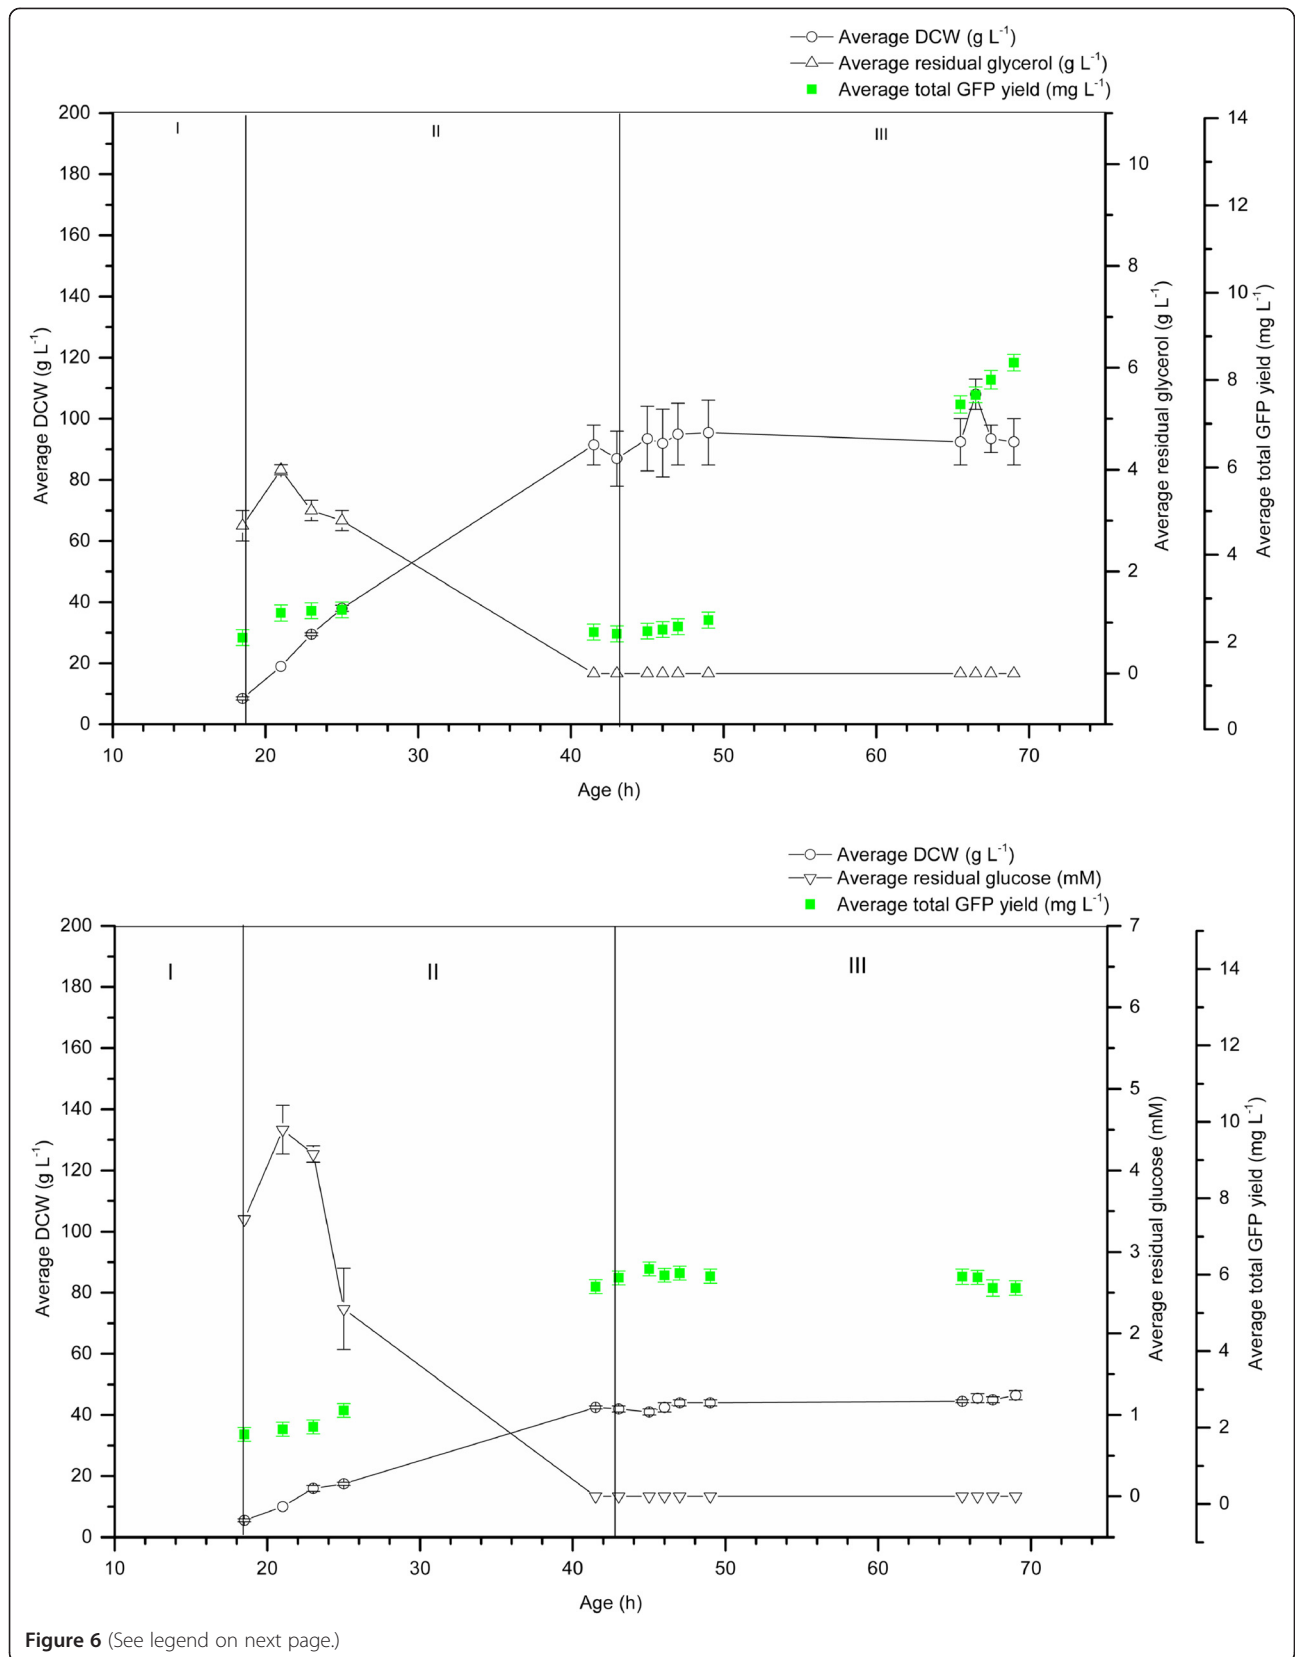 Average DCW (g L⁻¹)
Average residual glycerol (g L⁻¹)
Average total GFP yield (mg L⁻¹)
I
II
III
200
180
160
140
120
100
80
60
40
20
0
Average DCW (g L⁻¹)
10
8
6
4
2
0
Average residual glycerol (g L⁻¹)
14
12
10
8
6
4
2
0
Average total GFP yield (mg L⁻¹)
10 20 30 40 50 60 70
Age (h)
Average DCW (g L⁻¹)
Average residual glucose (mM)
Average total GFP yield (mg L⁻¹)
I
II
III
200
180
160
140
120
100
80
60
40
20
0
Average DCW (g L⁻¹)
7
6
5
4
3
2
1
0
Average residual glucose (mM)
14
12
10
8
6
4
2
0
Average total GFP yield (mg L⁻¹)
10 20 30 40 50 60 70
Age (h)
Figure 6 (See legend on next page.)